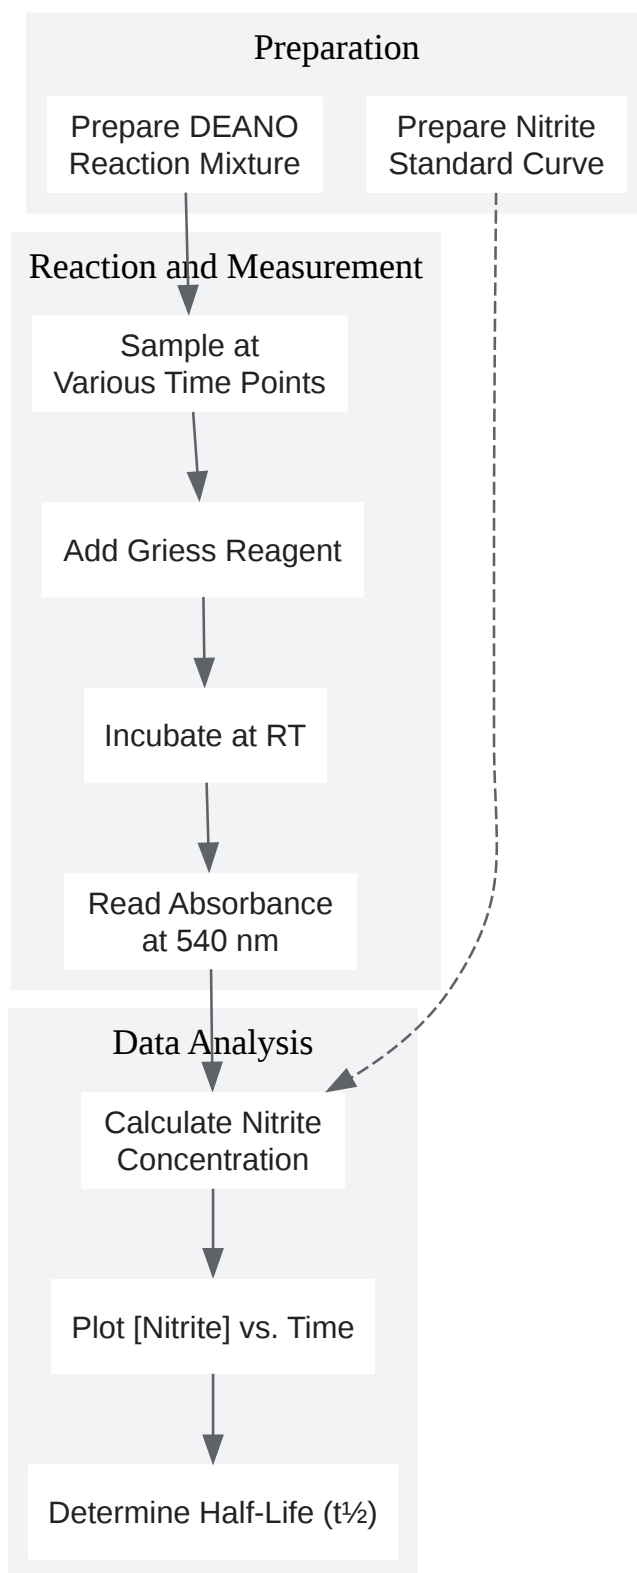 Preparation
Prepare DEANO
Reaction Mixture
Prepare Nitrite
Standard Curve
Reaction and Measurement
Sample at
Various Time Points
Add Griess Reagent
Incubate at RT
Read Absorbance
at 540 nm
Data Analysis
Calculate Nitrite
Concentration
Plot [Nitrite] vs. Time
Determine Half-Life (t½)